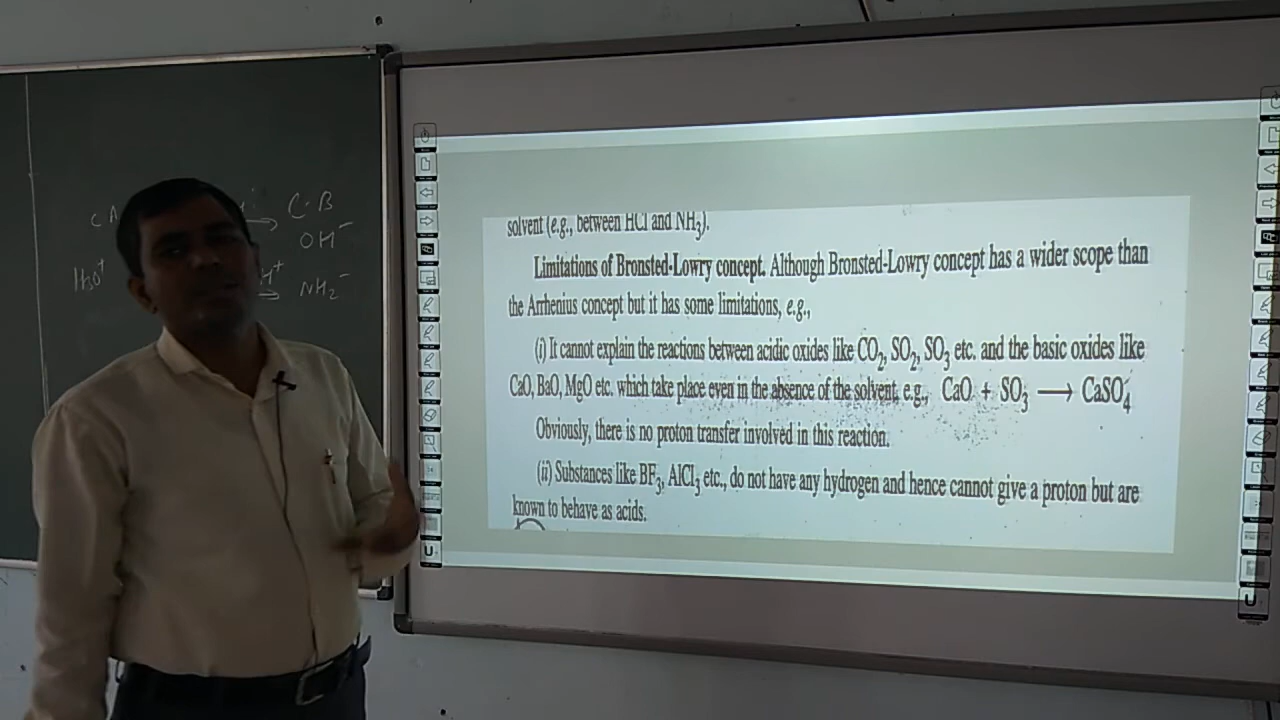 C.B
OH⁻
H3O⁺
H⁺
NH2⁻
solvent (e.g., between HCl and NH3).
Limitations of Bronsted-Lowry concept. Although Bronsted-Lowry concept has a wider scope than
the Arrhenius concept but it has some limitations, e.g.,
(i) It cannot explain the reactions between acidic oxides like CO2, SO2, SO3 etc. and the basic oxides like
CaO, BaO, MgO etc. which take place even in the absence of the solvent, e.g., CaO + SO3 ⟶ CaSO4
Obviously, there is no proton transfer involved in this reaction.
(ii) Substances like BF3, AlCl3 etc., do not have any hydrogen and hence cannot give a proton but are
known to behave as acids.